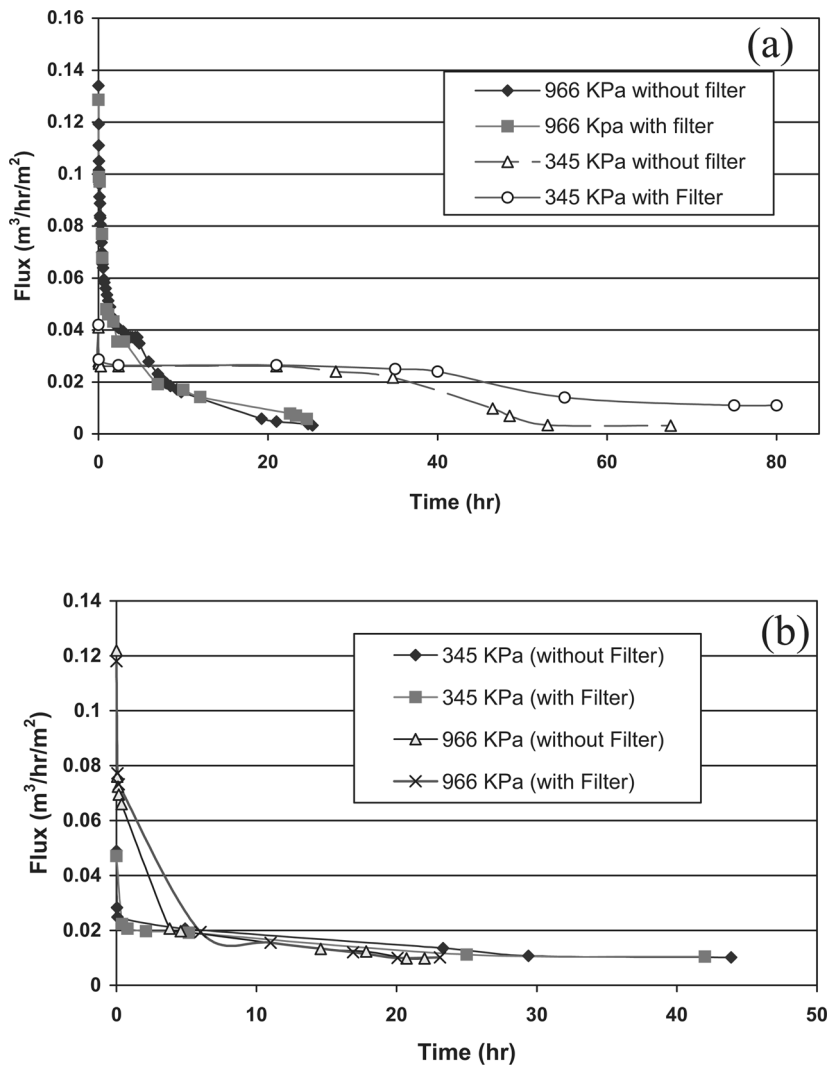 (a)
0.16
0.14
0.12
0.1
0.08
0.06
0.04
0.02
0
Flux (m³/hr/m²)
966 KPa without filter
966 Kpa with filter
345 KPa without filter
345 KPa with Filter
0 20 40 60 80
Time (hr)
(b)
0.14
0.12
0.1
0.08
0.06
0.04
0.02
0
Flux (m³/hr/m²)
345 KPa (without Filter)
345 KPa (with Filter)
966 KPa (without Filter)
966 KPa (with Filter)
0 10 20 30 40 50
Time (hr)